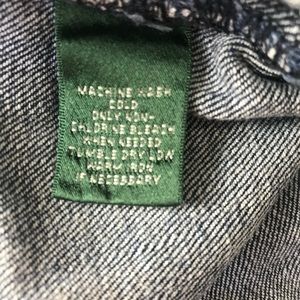 MACHINE WASH
COLD
ONLY NON-
CHLORINE BLEACH
WHEN NEEDED
TUMBLE DRY LOW
WARM IRON
IF NECESSARY